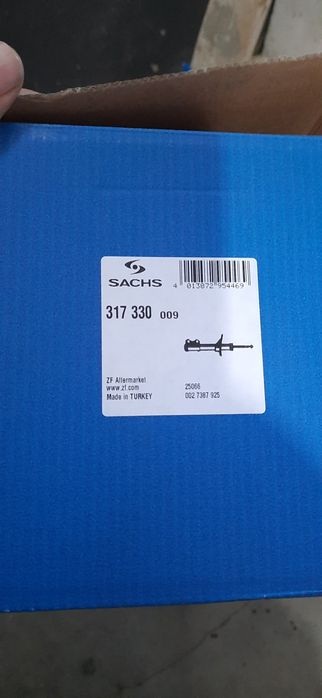 SACHS
4 013872 954469
317 330 009
ZF Aftermarket
www.zf.com
Made in TURKEY
25066
002 7387 925